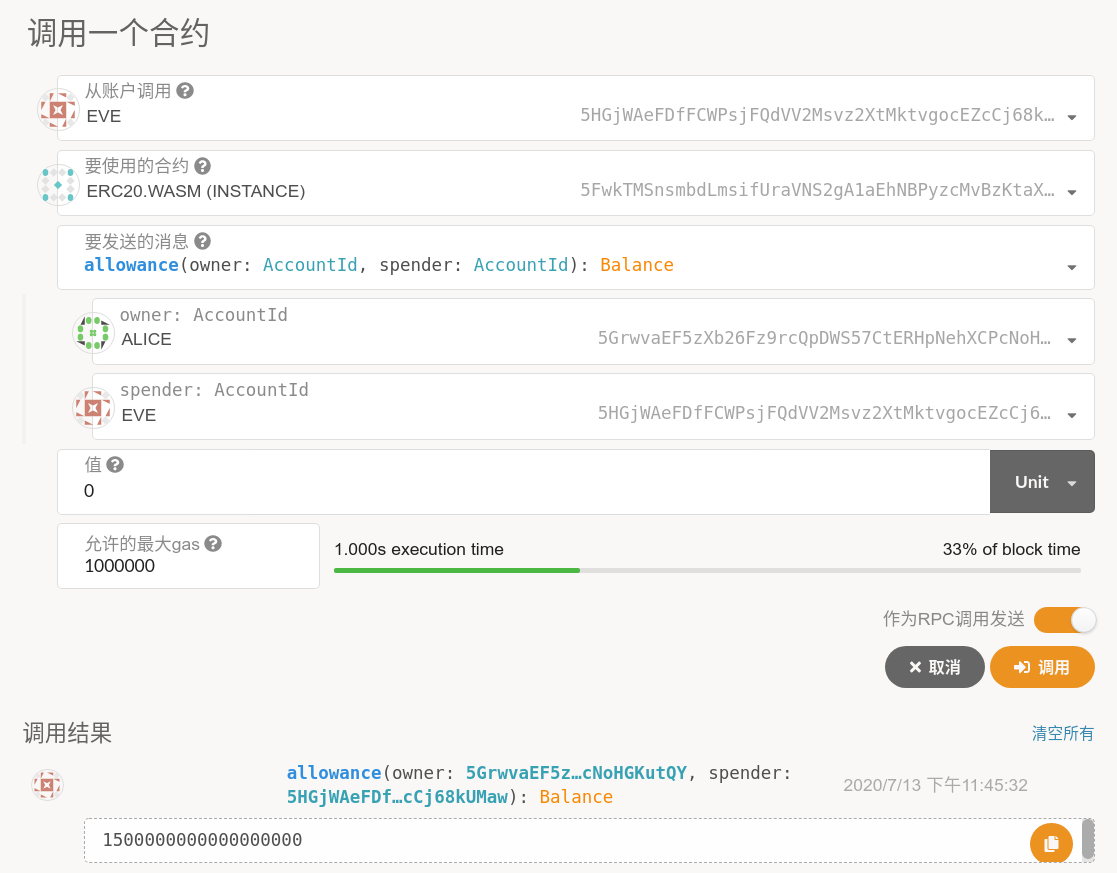 调用一个合约
从账户调用
EVE 5HGjWAeFDfFCWPsjFQdVV2Msvz2XtMktvgocEZcCj68k…
要使用的合约
ERC20.WASM (INSTANCE) 5FwkTMSnsmbdLmsifUraVNS2gA1aEhNBPyzcMvBzKtaX…
要发送的消息
allowance(owner: AccountId, spender: AccountId): Balance
owner: AccountId
ALICE 5GrwvaEF5zXb26Fz9rcQpDWS57CtERHpNehXCPcNoH…
spender: AccountId
EVE 5HGjWAeFDfFCWPsjFQdVV2Msvz2XtMktvgocEZcCj6…
值
0 Unit
允许的最大gas
1000000
1.000s execution time 33% of block time
作为RPC调用发送
取消 调用
调用结果 清空所有
allowance(owner: 5GrwvaEF5z…cNoHGKutQY, spender:
5HGjWAeFDf…cCj68kUMaw): Balance
2020/7/13 下午11:45:32
1500000000000000000